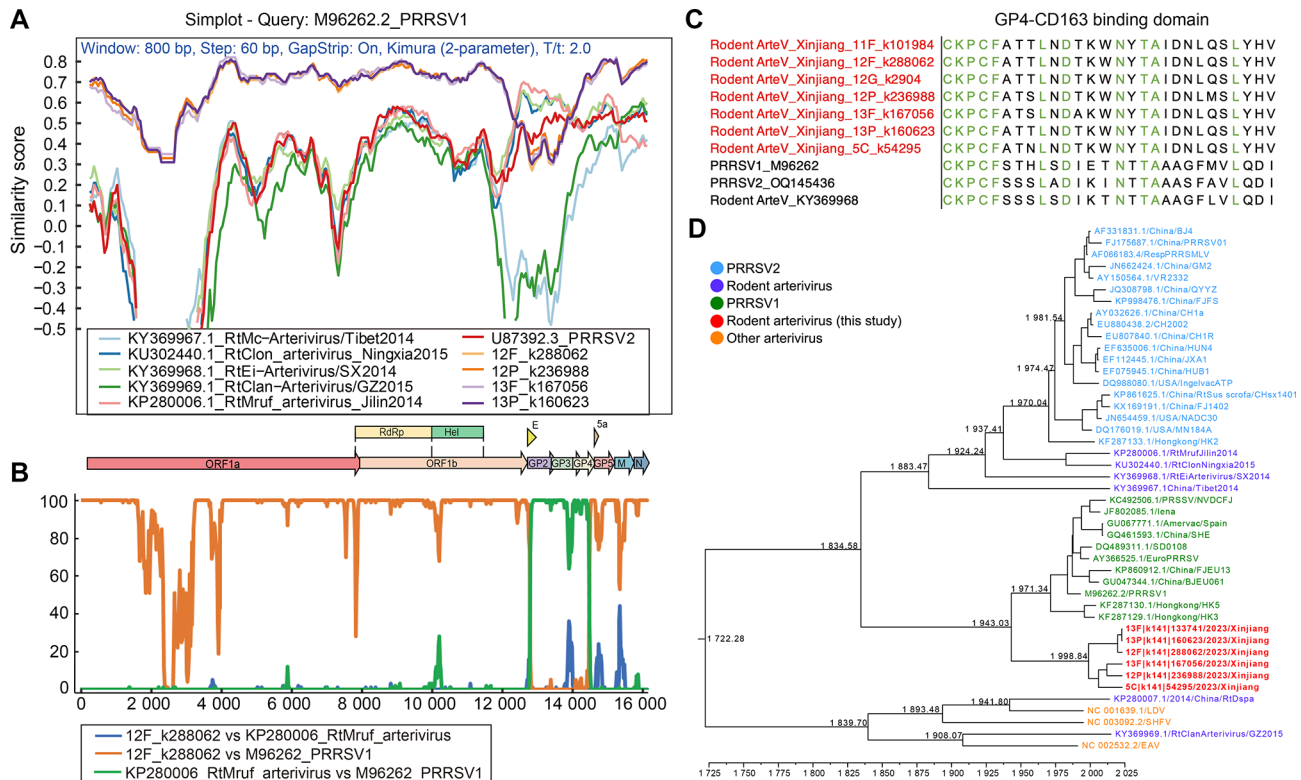 A
Simplot - Query: M96262.2_PRRSV1
Window: 800 bp, Step: 60 bp, GapStrip: On, Kimura (2-parameter), T/t: 2.0
Similarity score
0.8
0.7
0.6
0.5
0.4
0.3
0.2
0.1
0.0
−0.1
−0.2
−0.3
−0.4
−0.5
KY369967.1_RtMc-Arterivirus/Tibet2014
KU302440.1_RtClon_arterivirus_Ningxia2015
KY369968.1_RtEi-Arterivirus/SX2014
KY369969.1_RtClan−Arterivirus/GZ2015
KP280006.1_RtMruf_arterivirus_Jilin2014
U87392.3_PRRSV2
12F_k288062
12P_k236988
13F_k167056
13P_k160623
RdRp
Hel
E
5a
ORF1a
ORF1b
GP2
GP3
GP4
GP5
M
N
B
100
80
60
40
20
0
0
2 000
4 000
6 000
8 000
10 000
12 000
14 000
16 000
12F_k288062 vs KP280006_RtMruf_arterivirus
12F_k288062 vs M96262_PRRSV1
KP280006_RtMruf_arterivirus vs M96262_PRRSV1
C
GP4-CD163 binding domain
Rodent ArteV_Xinjiang_11F_k101984 CKPCFATTLNDTKWNYTAIDNLQSLYHV
Rodent ArteV_Xinjiang_12F_k288062 CKPCFATTLNDTKWNYTAIDNLQSLYHV
Rodent ArteV_Xinjiang_12G_k2904 CKPCFATTLNDTKWNYTAIDNLQSLYHV
Rodent ArteV_Xinjiang_12P_k236988 CKPCFATSLNDTKWNYTAIDNLMSLYHV
Rodent ArteV_Xinjiang_13F_k167056 CKPCFATSLNDAKWNYTAIDNLQSLYHV
Rodent ArteV_Xinjiang_13P_k160623 CKPCFATTLNDTKWNYTAIDNLQSLYHV
Rodent ArteV_Xinjiang_5C_k54295 CKPCFATSLNDTKWNYTAIDNLQSLYHV
PRRSV1_M96262 CKPCFSTHLSDIETNTTAAAGFMVLQDI
PRRSV2_OQ145436 CKPCFSSSLADIKINTTAAASFAVLQDI
Rodent ArteV_KY369968 CKPCFSSSLSDIKTNTTAAAGFLVLQDI
D
PRRSV2
Rodent arterivirus
PRRSV1
Rodent arterivirus (this study)
Other arterivirus
AF331831.1/China/BJ4
FJ175687.1/China/PRRSV01
AF066183.4/RespPRRSMLV
JN662424.1/China/GM2
AY150564.1/VR2332
JQ308798.1/China/QYYZ
KP998476.1/China/FJFS
AY032626.1/China/CH1a
EU880438.2/CH2002
EU807840.1/China/CH1R
EF635006.1/China/HUN4
EF112445.1/China/JXA1
EF075945.1/China/HUB1
DQ988080.1/USA/IngelvacATP
KP861625.1/China/RtSus scrofa/CHsx1401
KX169191.1/China/FJ1402
JN654459.1/USA/NADC30
DQ176019.1/USA/MN184A
KF287133.1/Hongkong/HK2
KP280006.1/RtMrufJilin2014
KU302440.1/RtClonNingxia2015
KY369968.1/RtEiArterivirus/SX2014
KY369967.1China/Tibet2014
KC492506.1/PRSSV/NVDCFJ
JF802085.1/lena
GU067771.1/Amervac/Spain
GQ461593.1/China/SHE
DQ489311.1/SD0108
AY366525.1/EuroPRRSV
KP860912.1/China/FJEU13
GU047344.1/China/BJEU061
M96262.2/PRRSV1
KF287130.1/Hongkong/HK5
KF287129.1/Hongkong/HK3
13F|k141|133741/2023/Xinjiang
13P|k141|160623/2023/Xinjiang
12F|k141|288062/2023/Xinjiang
13F|k141|167056/2023/Xinjiang
12P|k141|236988/2023/Xinjiang
5C|k141|54295/2023/Xinjiang
KP280007.1/2014/China/RtDspa
NC 001639.1/LDV
NC 003092.2/SHFV
KY369969.1/RtClanArterivirus/GZ2015
NC 002532.2/EAV
1 981.54
1 974.47
1 970.04
1 937.41
1 924.24
1 883.47
1 834.58
1 971.34
1 943.03
1 998.84
1 722.28
1 941.80
1 893.48
1 839.70
1 908.07
1 725
1 750
1 775
1 800
1 825
1 850
1 875
1 900
1 925
1 950
1 975
2 000
2 025